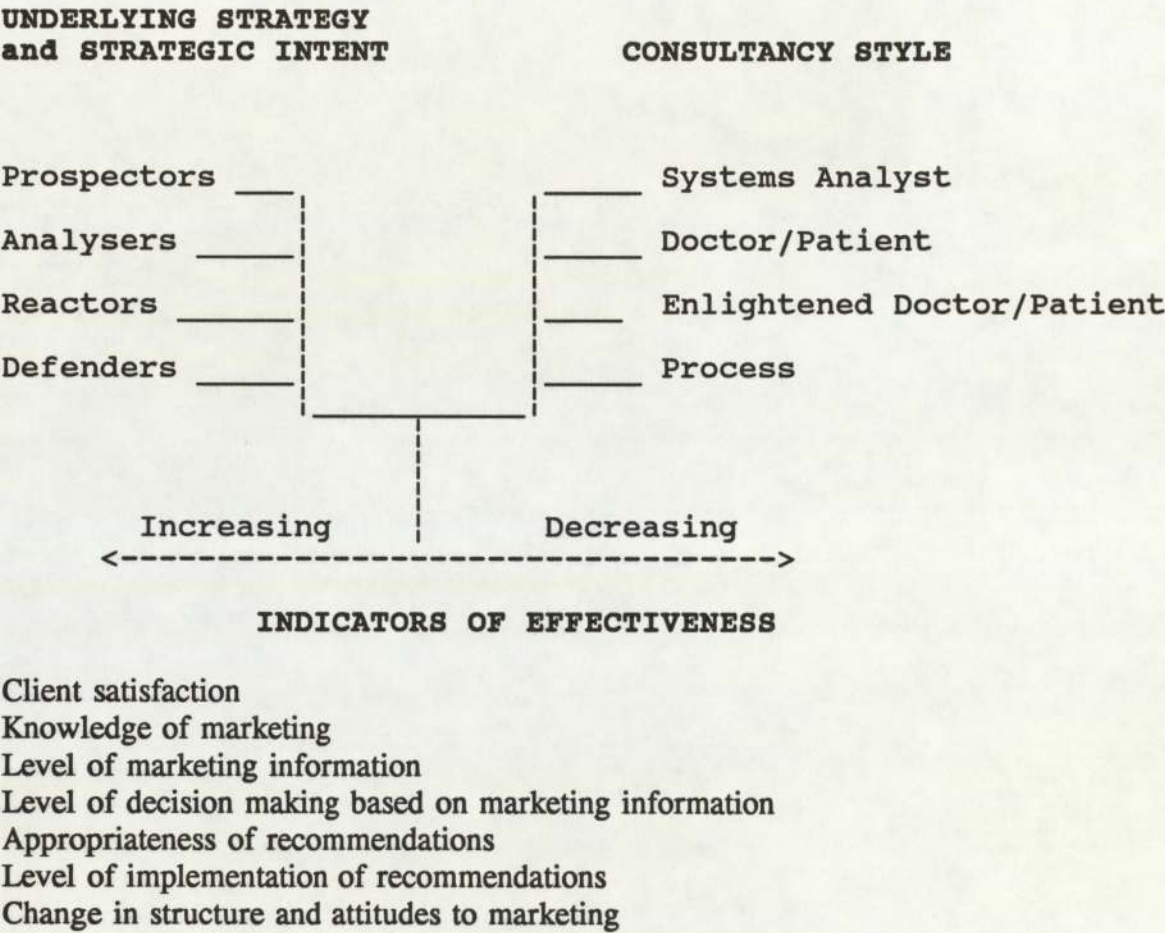 UNDERLYING STRATEGY
and STRATEGIC INTENT
CONSULTANCY STYLE
Prospectors
Systems Analyst
Analysers
Doctor/Patient
Reactors
Enlightened Doctor/Patient
Defenders
Process
Increasing
Decreasing
INDICATORS OF EFFECTIVENESS
Client satisfaction
Knowledge of marketing
Level of marketing information
Level of decision making based on marketing information
Appropriateness of recommendations
Level of implementation of recommendations
Change in structure and attitudes to marketing